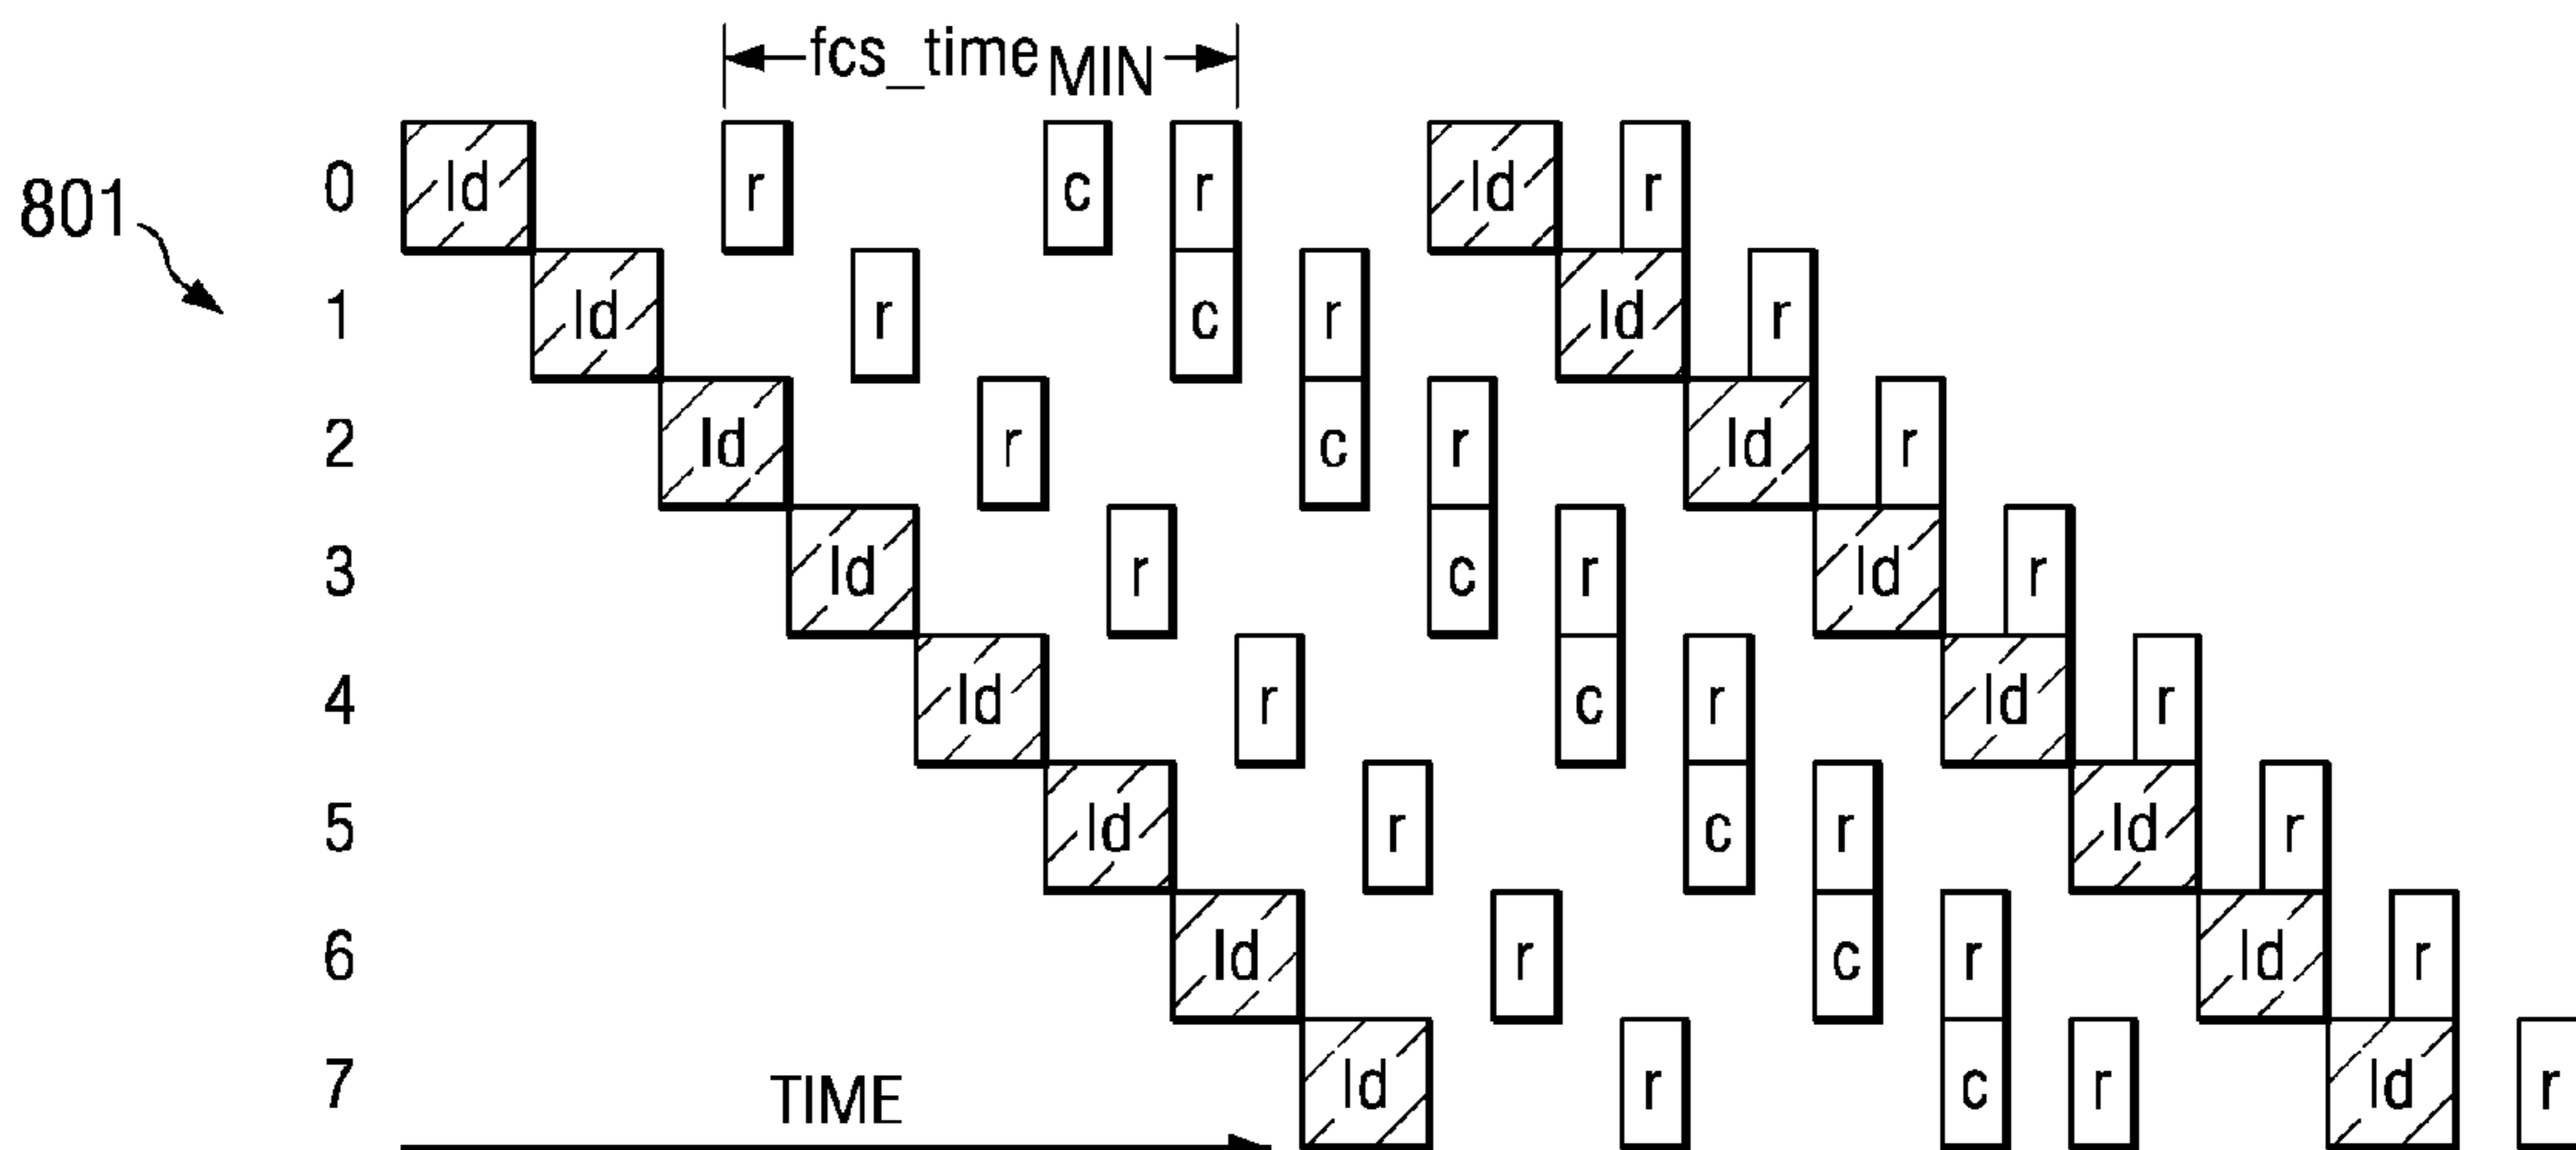 fcs_time MIN
801 0 ld r c r ld r
1 ld r c r ld r
2 ld r c r ld r
3 ld r c r ld r
4 ld r c r ld r
5 ld r c r ld r
6 ld r c r ld r
7 TIME ld r c r ld r